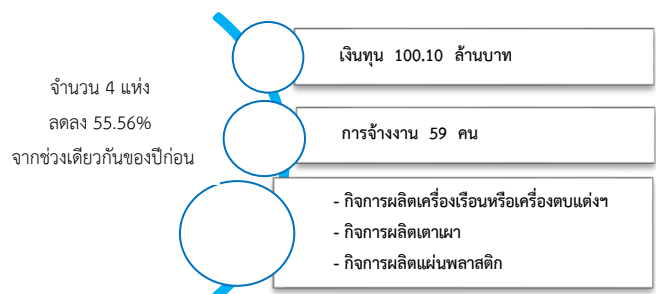 จำนวน 4 แห่ง
ลดลง 55.56%
จากช่วงเดียวกันของปีก่อน
เงินทุน 100.10 ล้านบาท
การจ้างงาน 59 คน
- กิจการผลิตเครื่องเรือนหรือเครื่องตบแต่งฯ
- กิจการผลิตเตาเผา
- กิจการผลิตแผ่นพลาสติก